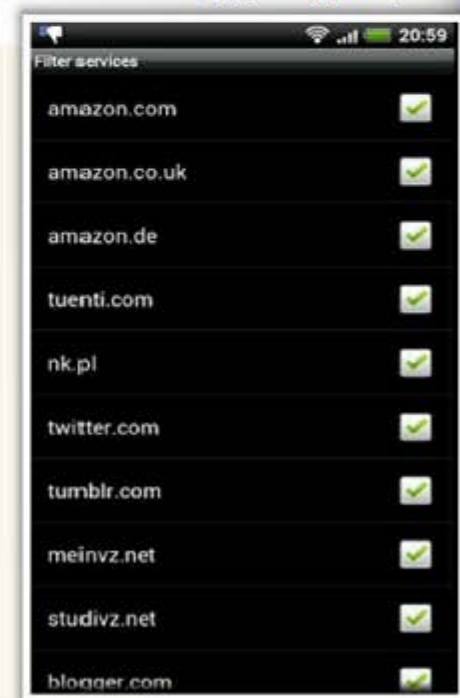 20:59
Filter services
amazon.com
amazon.co.uk
amazon.de
tuenti.com
nk.pl
twitter.com
tumblr.com
meinvz.net
studivz.net
blogger.com